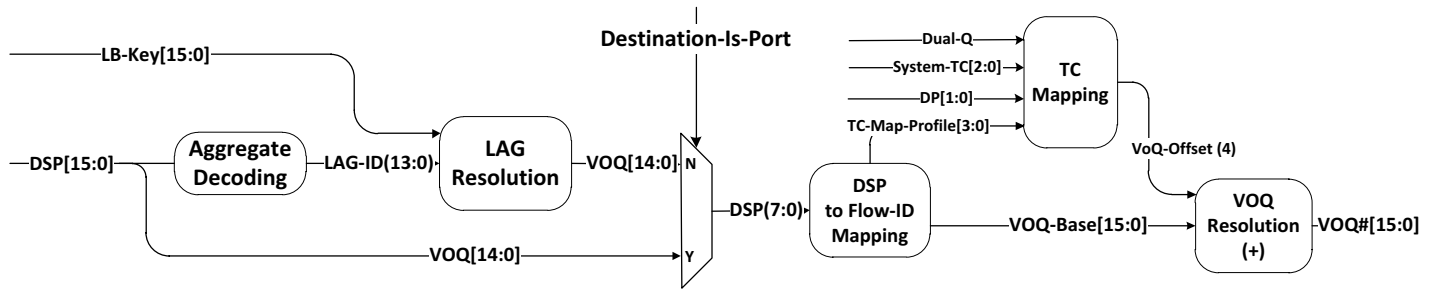 Destination-Is-Port
LB-Key[15:0]
DSP[15:0]
Aggregate
Decoding
LAG-ID(13:0)
LAG
Resolution
VOQ[14:0]
N
VOQ[14:0]
Y
DSP(7:0)
Dual-Q
System-TC[2:0]
DP[1:0]
TC-Map-Profile[3:0]
TC
Mapping
DSP
to Flow-ID
Mapping
VoQ-Offset (4)
VOQ-Base[15:0]
VOQ
Resolution
(+)
VOQ#[15:0]